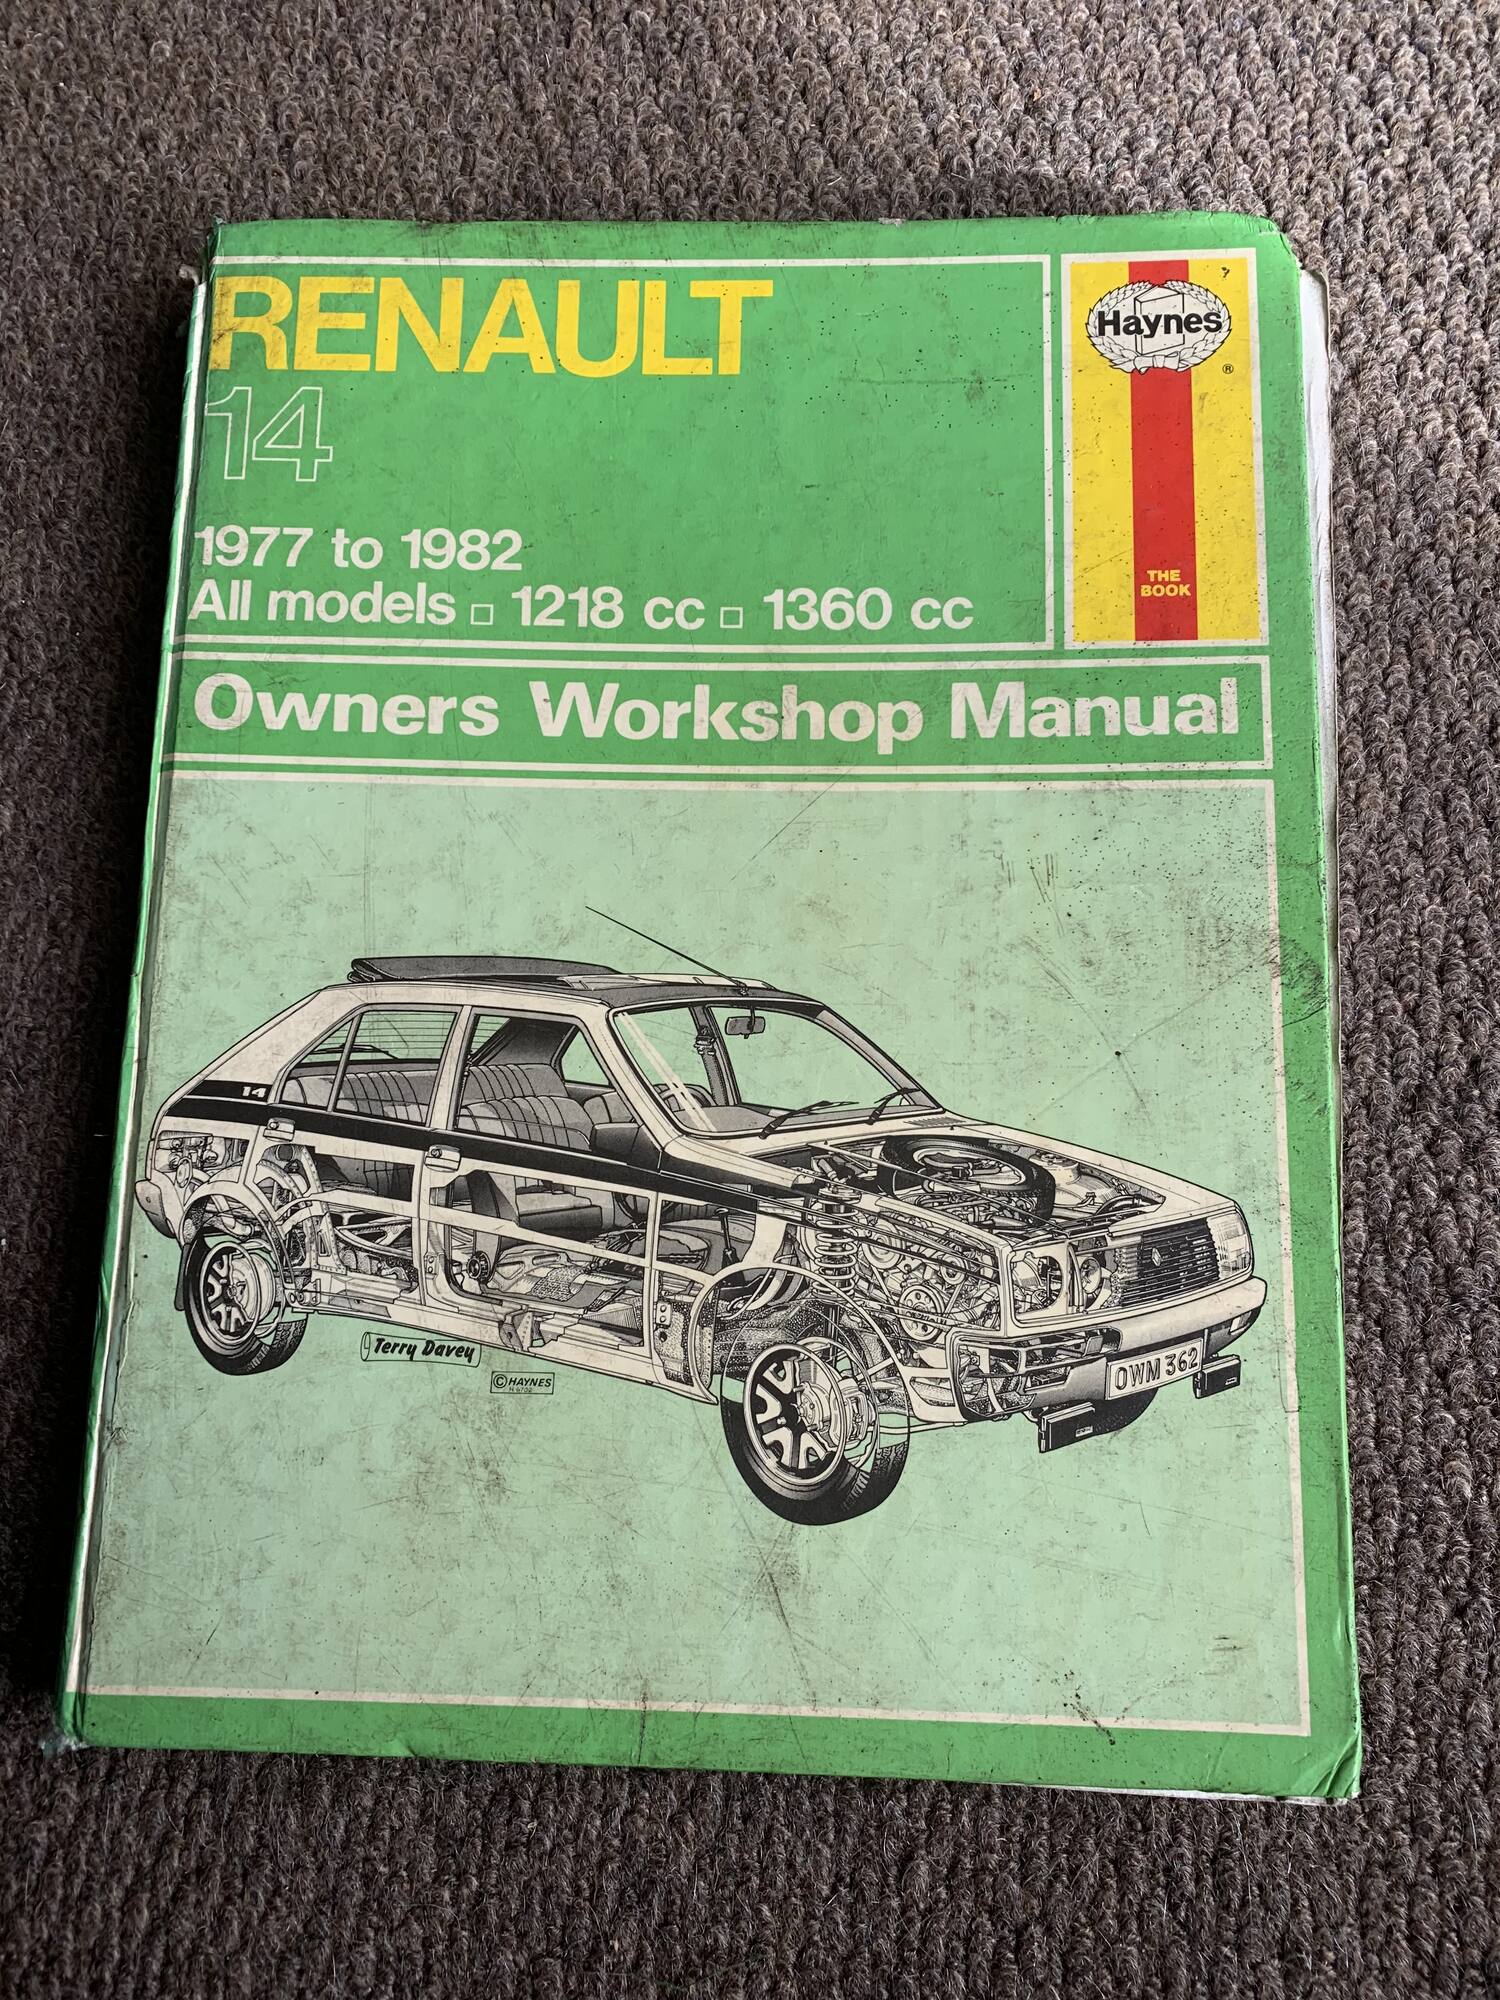 RENAULT
14
Haynes
®
1977 to 1982
All models □ 1218 cc □ 1360 cc
THE
BOOK
Owners Workshop Manual
14
Terry Davey
© HAYNES
H 6702
OWM 362